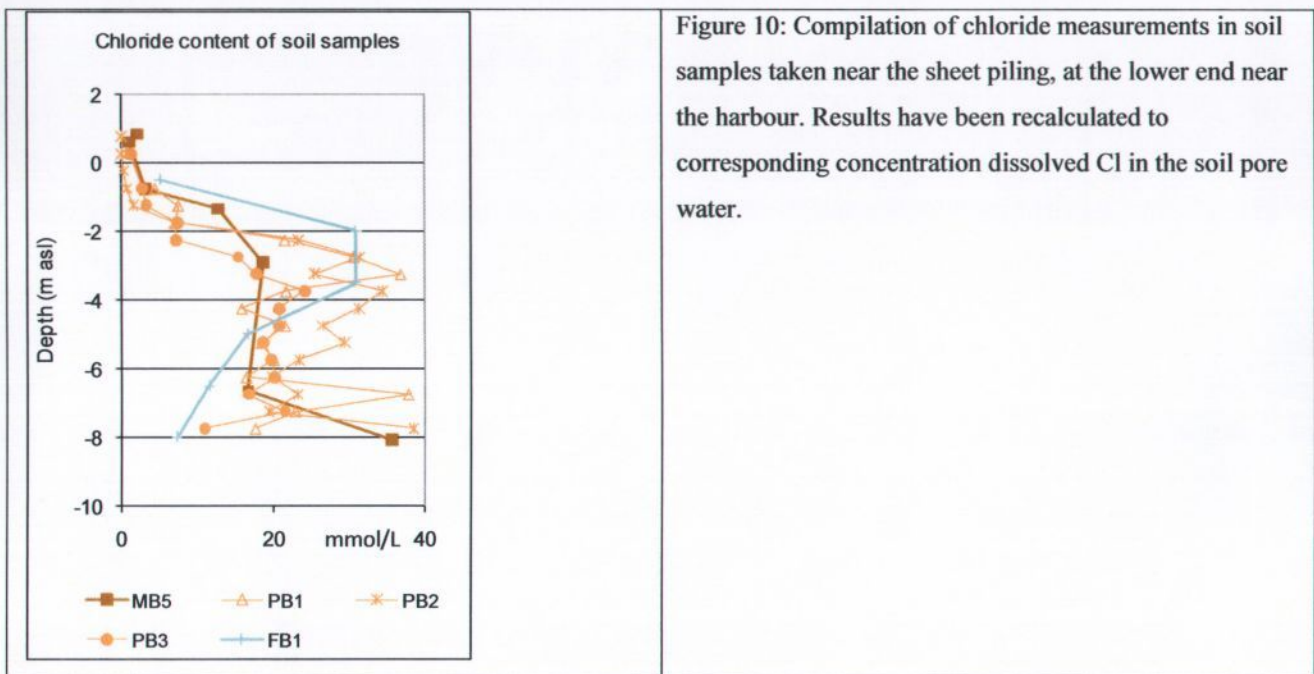 Chloride content of soil samples
2
0
-2
-4
-6
-8
-10
Depth (m asl)
0 20 mmol/L 40
MB5 PB1 PB2
PB3 FB1
Figure 10: Compilation of chloride measurements in soil
samples taken near the sheet piling, at the lower end near
the harbour. Results have been recalculated to
corresponding concentration dissolved Cl in the soil pore
water.